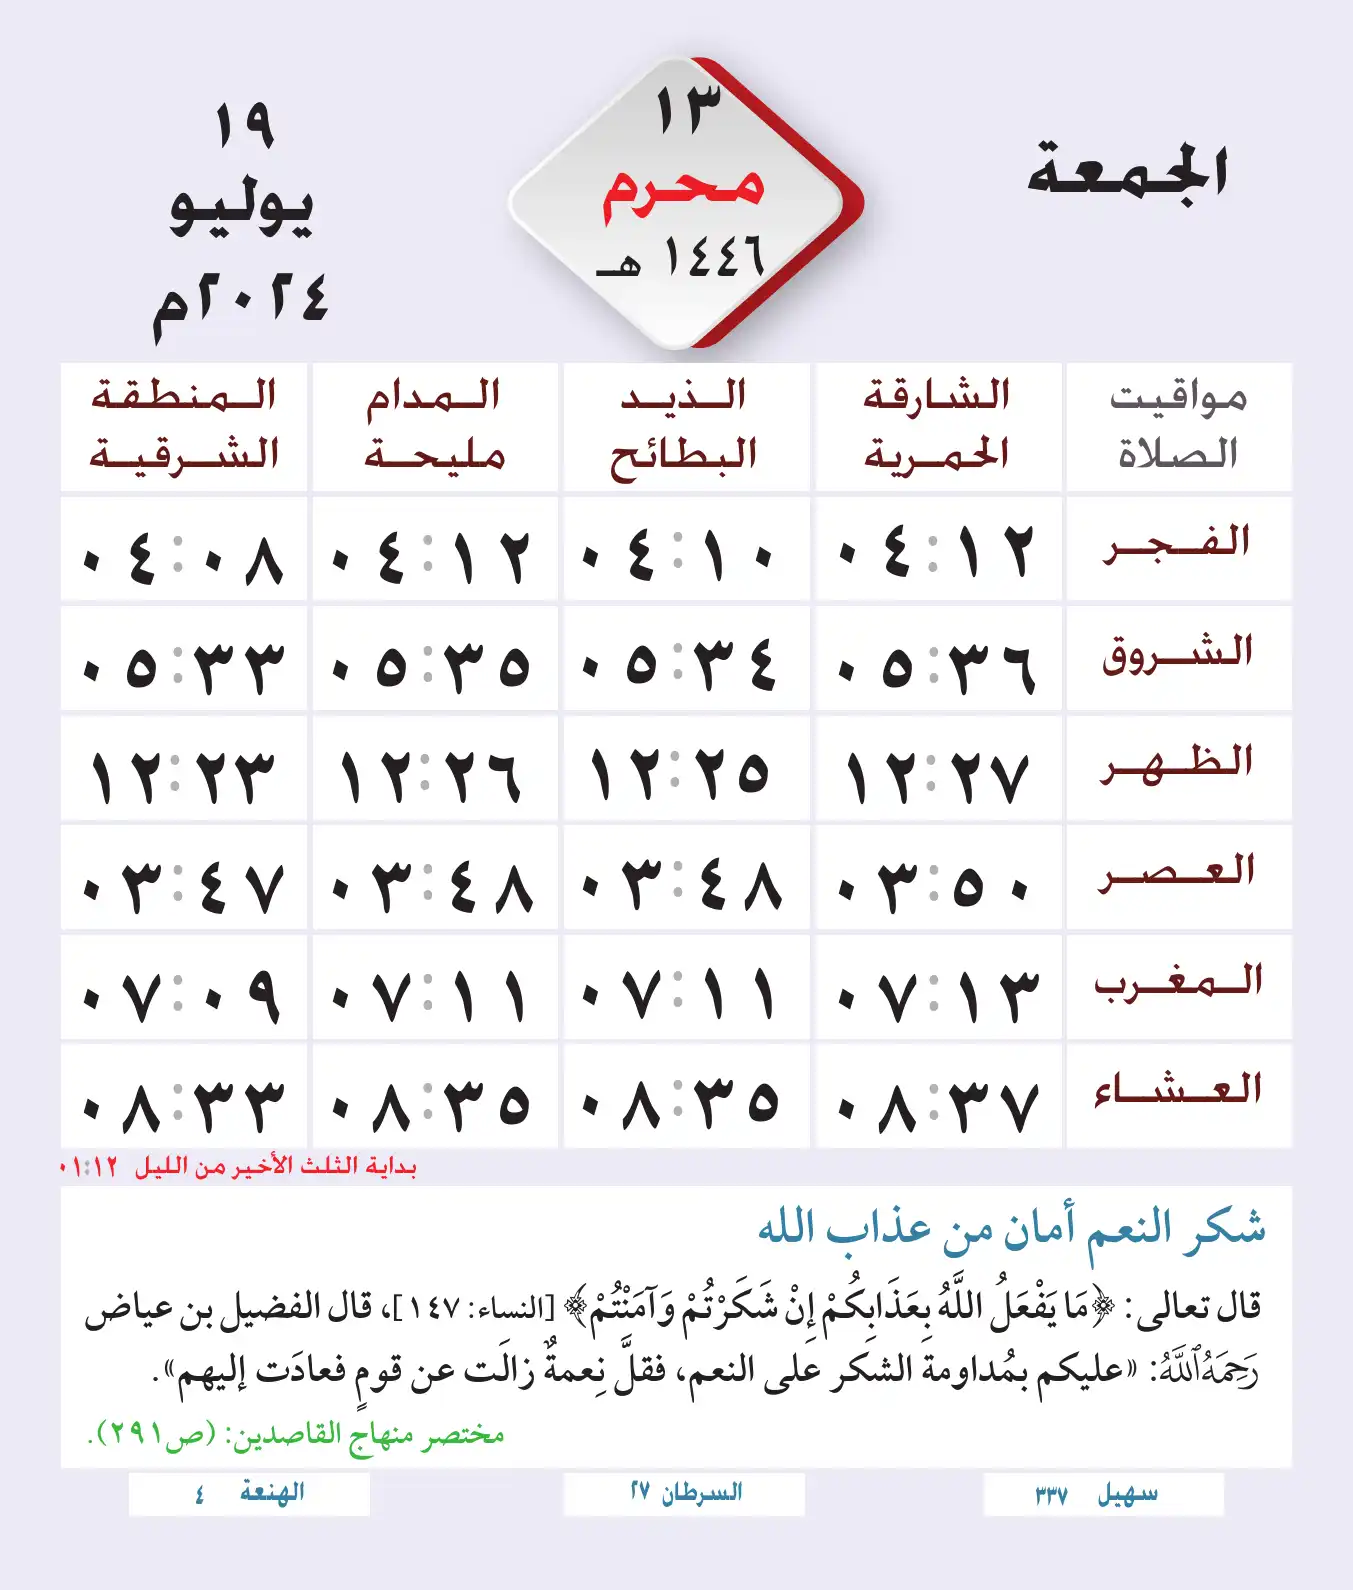 الجمعة
١٣
محرم
١٤٤٦ هـ
١٩
يوليو
٢٠٢٤م
مواقيت الصلاة
الشارقة الحمرية
الذيد البطائح
المدام مليحة
المنطقة الشرقية
الفجر ٠٤:١٢ ٠٤:١٠ ٠٤:١٢ ٠٤:٠٨
الشروق ٠٥:٣٦ ٠٥:٣٤ ٠٥:٣٥ ٠٥:٣٣
الظهر ١٢:٢٧ ١٢:٢٥ ١٢:٢٦ ١٢:٢٣
العصر ٠٣:٥٠ ٠٣:٤٨ ٠٣:٤٨ ٠٣:٤٧
المغرب ٠٧:١٣ ٠٧:١١ ٠٧:١١ ٠٧:٠٩
العشاء ٠٨:٣٧ ٠٨:٣٥ ٠٨:٣٥ ٠٨:٣٣
بداية الثلث الأخير من الليل ٠١:١٢
شكر النعم أمان من عذاب الله
قال تعالى: ﴿مَا يَفْعَلُ اللَّهُ بِعَذَابِكُمْ إِنْ شَكَرْتُمْ وَآمَنْتُمْ﴾ [النساء: ١٤٧]، قال الفضيل بن عياض
رَحِمَهُ ٱللَّهُ: «عليكم بمُداومة الشكر على النعم، فقلَّ نِعمةٌ زالَت عن قومٍ فعادَت إليهم».
مختصر منهاج القاصدين: (ص٢٩١).
سهيل ٣٣٧
السرطان ٢٧
الهنعة ٤